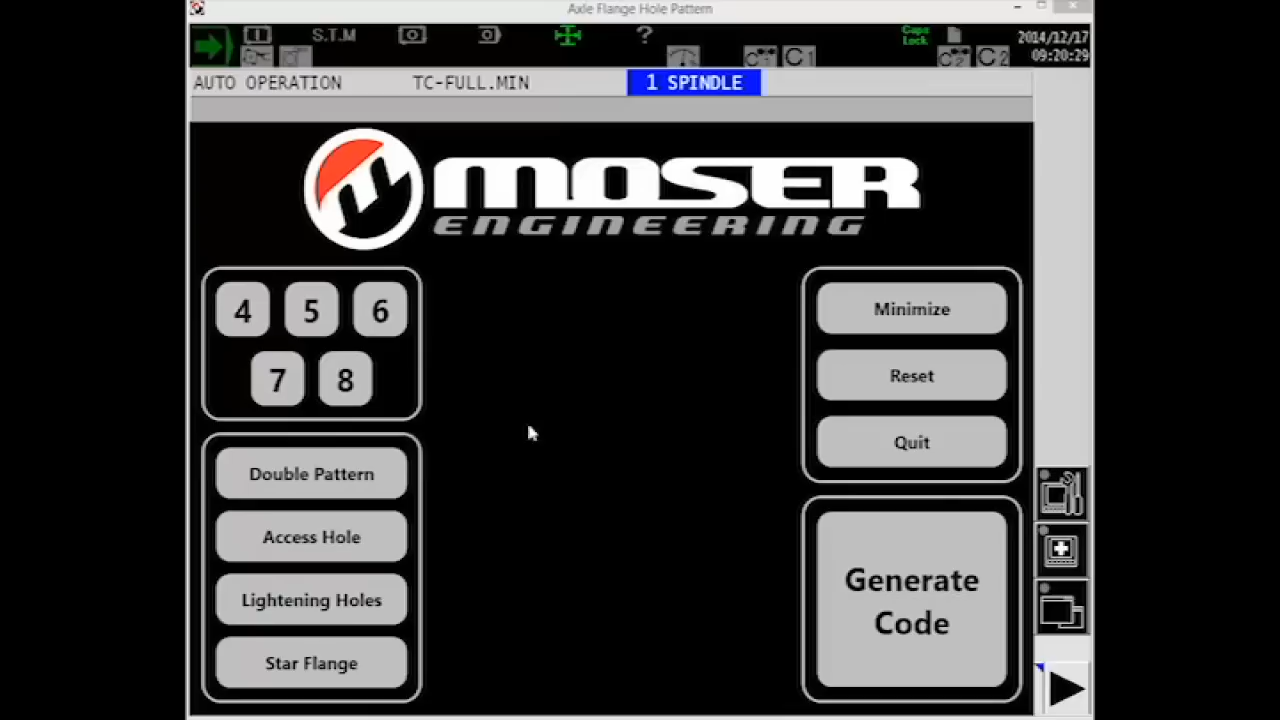 Axle Flange Hole Pattern
S.T.M
?
Caps Lock
2014/12/17
09:20:29
C1
C2
AUTO OPERATION TC-FULL.MIN 1 SPINDLE
MOSER
ENGINEERING
4 5 6
7 8
Double Pattern
Access Hole
Lightening Holes
Star Flange
Minimize
Reset
Quit
Generate
Code